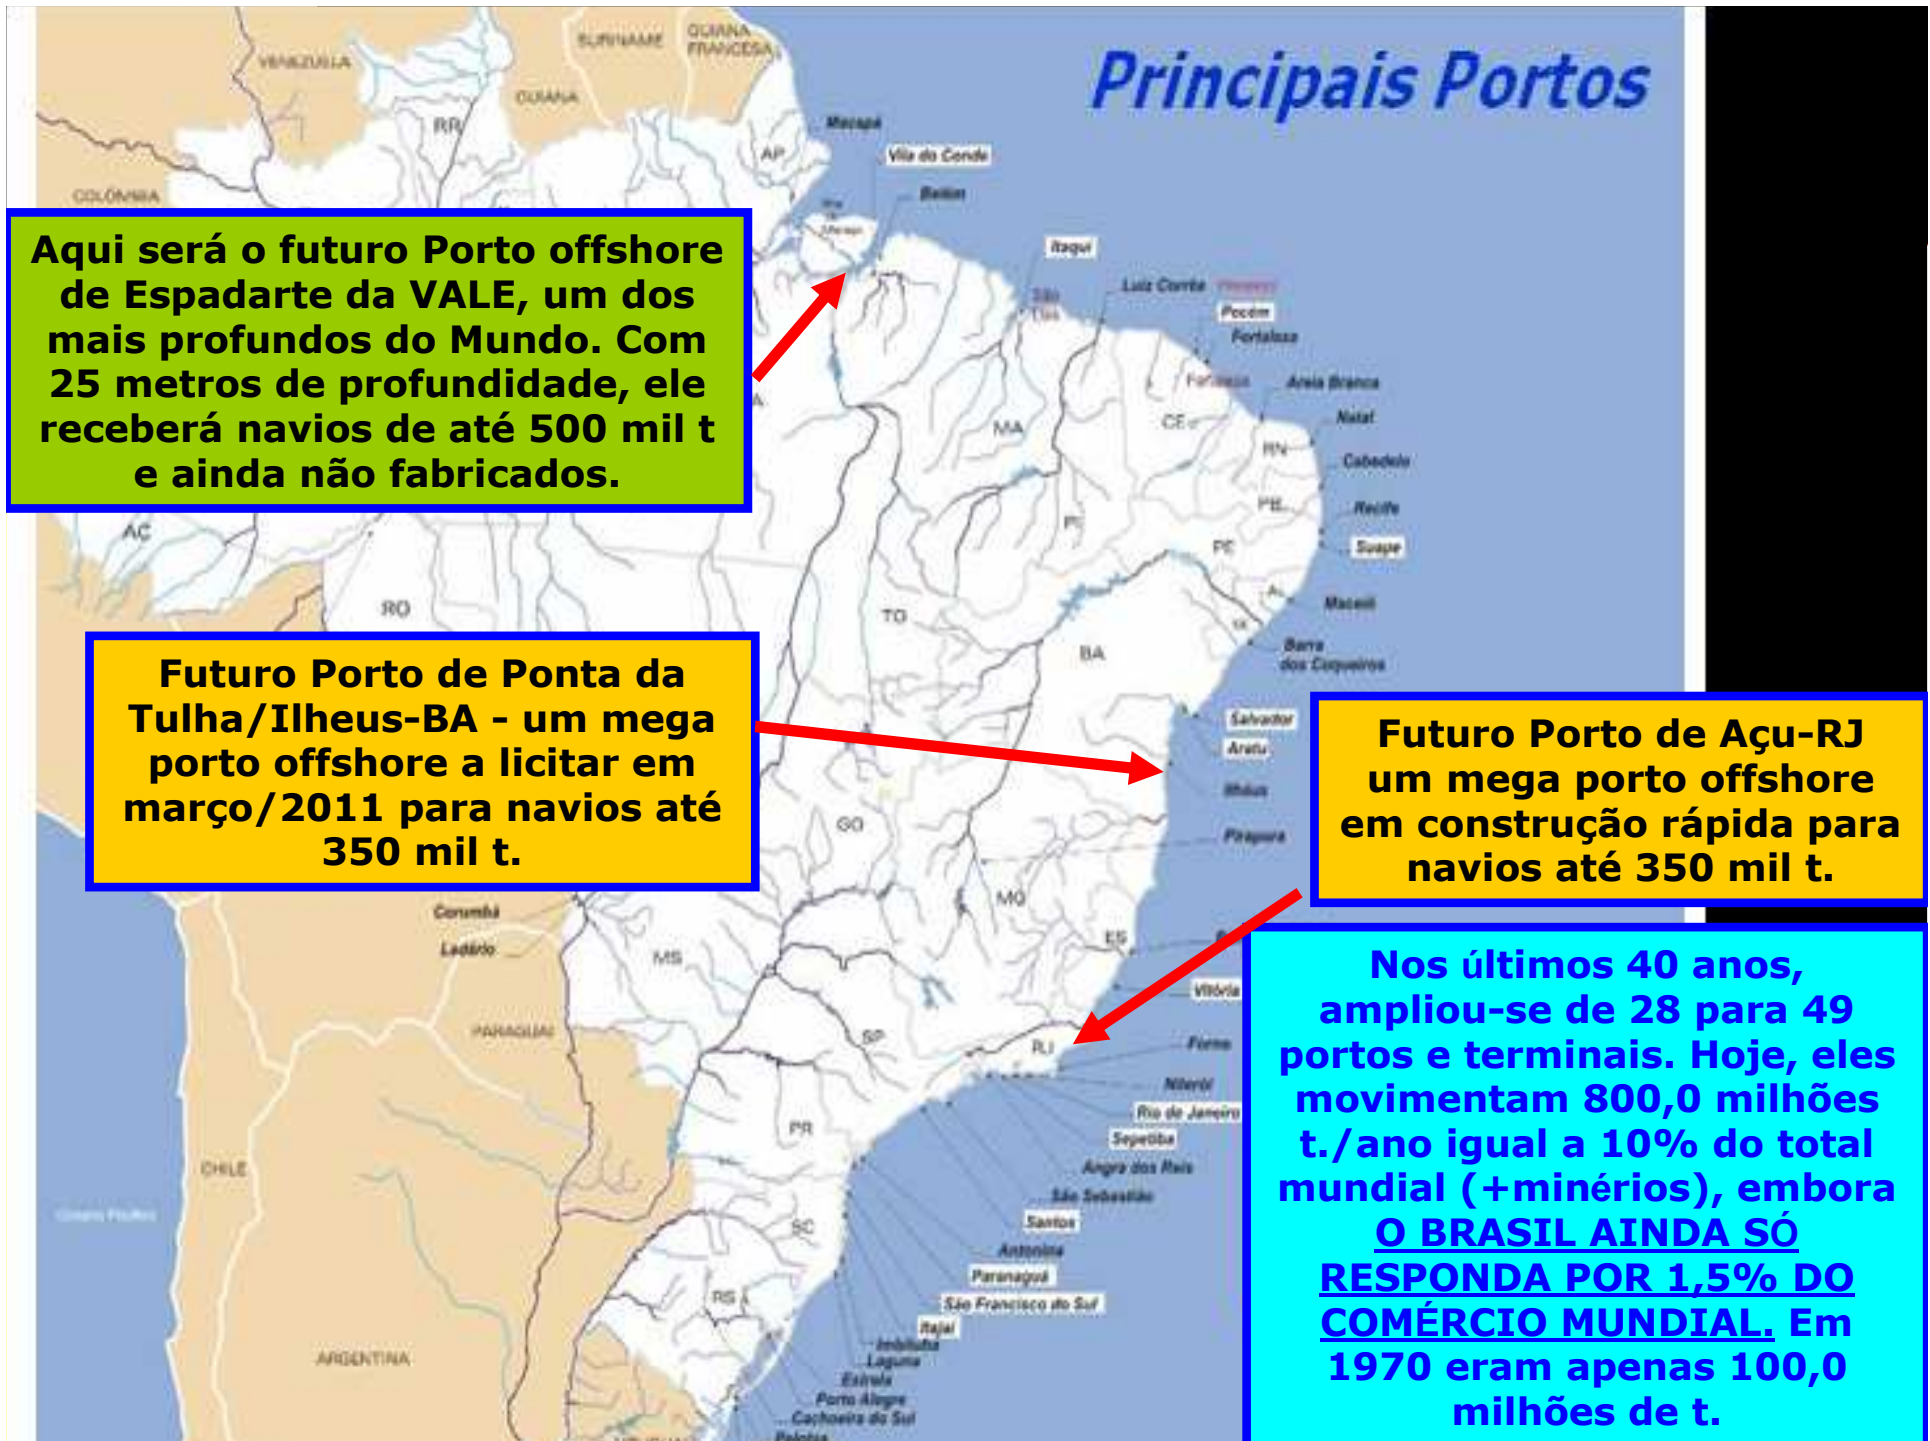 Principais Portos
VENEZUELA
SURINAME
GUIANA
FRANCESA
GUIANA
COLÔMBIA
RR
AP
Macapá
Vila do Conde
Belém
Itaqui
Luiz Corrêa
Pecém
Fortaleza
Areia Branca
Natal
Cabedelo
Recife
Suape
Maceió
Barra
dos Coqueiros
Salvador
Aratu
Ilhéus
Pirapora
Vitória
Forno
Niterói
Rio de Janeiro
Sepetiba
Angra dos Reis
São Sebastião
Santos
Antonina
Paranaguá
São Francisco do Sul
Itajaí
Imbituba
Laguna
Estrela
Porto Alegre
Cachoeira do Sul
Pelotas
MA
CE
RN
PB
PI
PE
AC
RO
TO
BA
GO
MG
ES
MS
SP
RJ
PR
SC
RS
Corumbá
Ladário
PARAGUAI
CHILE
ARGENTINA
Aqui será o futuro Porto offshore
de Espadarte da VALE, um dos
mais profundos do Mundo. Com
25 metros de profundidade, ele
receberá navios de até 500 mil t
e ainda não fabricados.
Futuro Porto de Ponta da
Tulha/Ilheus-BA - um mega
porto offshore a licitar em
março/2011 para navios até
350 mil t.
Futuro Porto de Açu-RJ
um mega porto offshore
em construção rápida para
navios até 350 mil t.
Nos últimos 40 anos,
ampliou-se de 28 para 49
portos e terminais. Hoje, eles
movimentam 800,0 milhões
t./ano igual a 10% do total
mundial (+minérios), embora
O BRASIL AINDA SÓ
RESPONDA POR 1,5% DO
COMÉRCIO MUNDIAL. Em
1970 eram apenas 100,0
milhões de t.